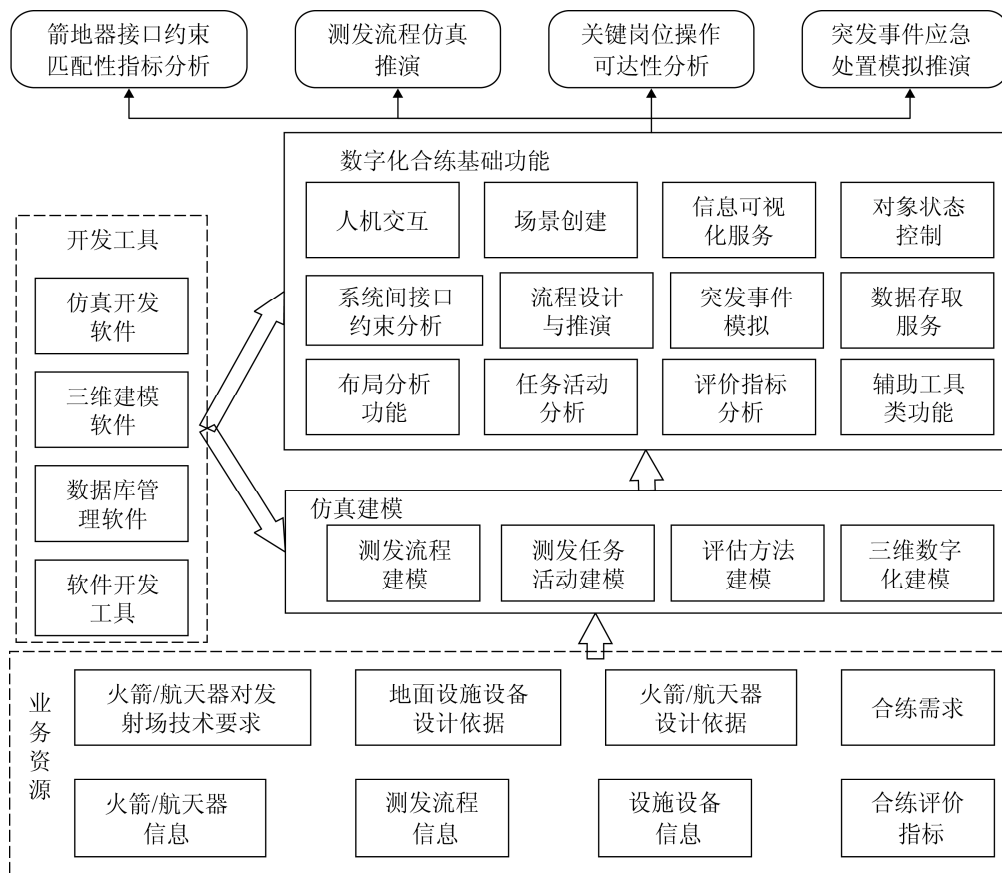 箭地器接口约束
匹配性指标分析
测发流程仿真
推演
关键岗位操作
可达性分析
突发事件应急
处置模拟推演
数字化合练基础功能
人机交互
场景创建
信息可视
化服务
对象状态
控制
系统间接口
约束分析
流程设计
与推演
突发事件
模拟
数据存取
服务
布局分析
功能
任务活动
分析
评价指标
分析
辅助工具
类功能
开发工具
仿真开发
软件
三维建模
软件
数据库管
理软件
软件开发
工具
仿真建模
测发流程
建模
测发任务
活动建模
评估方法
建模
三维数字
化建模
业务资源
火箭/航天器对发
射场技术要求
地面设施设备
设计依据
火箭/航天器
设计依据
合练需求
火箭/航天器
信息
测发流程
信息
设施设备
信息
合练评价
指标